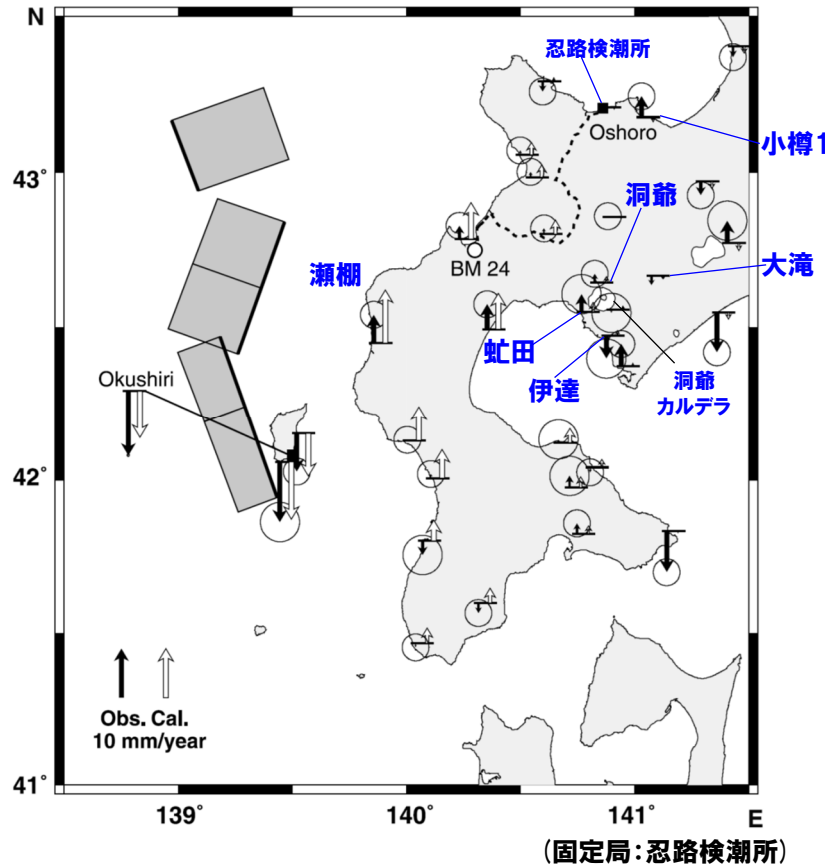 N
忍路検潮所
Oshoro
小樽1
43°
洞爺
大滝
瀬棚
BM 24
虻田
伊達
洞爺
カルデラ
Okushiri
42°
Obs. Cal.
10 mm/year
41°
139°
140°
141°
E
(固定局:忍路検潮所)